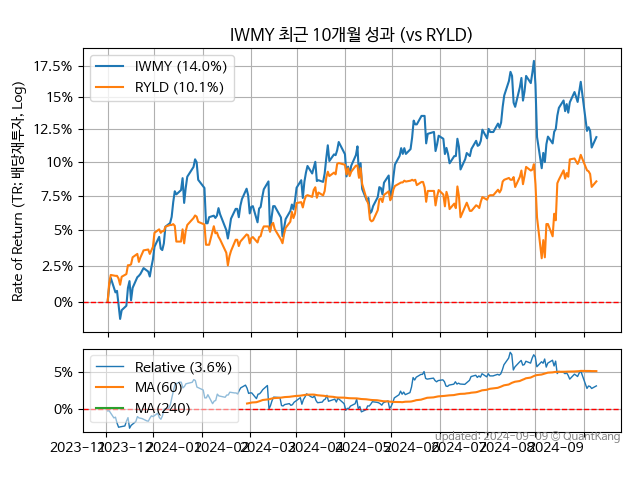 IWMY 최근 10개월 성과 (vs RYLD)
Rate of Return (TR: 배당재투자, Log)
17.5%
15%
12.5%
10%
7.5%
5%
2.5%
0%
IWMY (14.0%)
RYLD (10.1%)
5%
0%
Relative (3.6%)
MA(60)
MA(240)
updated: 2024-09-09 © QuantKang
2023-11 2023-12 2024-01 2024-02 2024-03 2024-04 2024-05 2024-06 2024-07 2024-08 2024-09